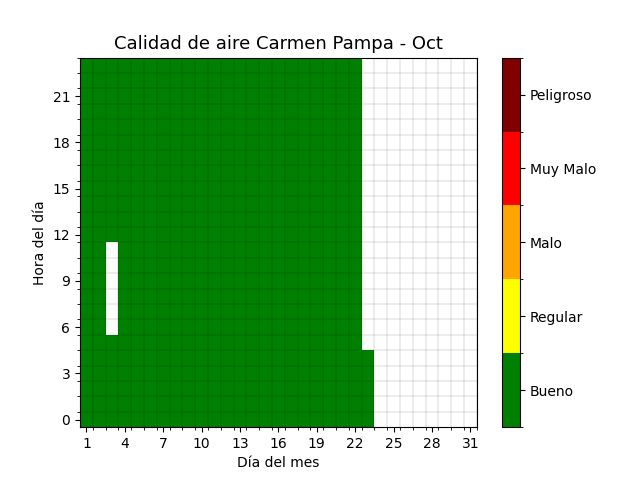 Calidad de aire Carmen Pampa - Oct
Hora del día
21
18
15
12
9
6
3
0
1 4 7 10 13 16 19 22 25 28 31
Día del mes
Peligroso
Muy Malo
Malo
Regular
Bueno